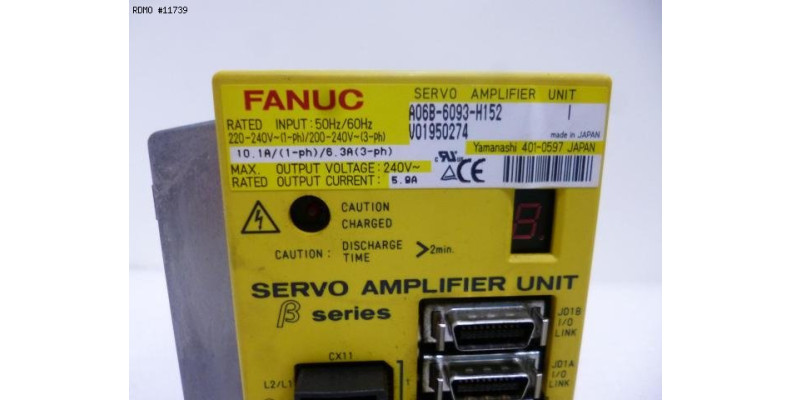 RDMO #11739
FANUC SERVO AMPLIFIER UNIT
A06B-6093-H152 I
RATED INPUT: 50Hz/60Hz V01950274
220-240V~(1-ph)/200-240V~(3-ph) made in JAPAN
10.1A/(1-ph)/6.3A(3-ph) Yamanashi 401-0597 JAPAN
MAX. OUTPUT VOLTAGE: 240V~
RATED OUTPUT CURRENT: 5.9A
c US CE
CAUTION
CHARGED
CAUTION: DISCHARGE TIME >2min.
SERVO AMPLIFIER UNIT
β series
JD1B
I/O
LINK
CX11
L2/L1
T
JD1A
I/O
LINK